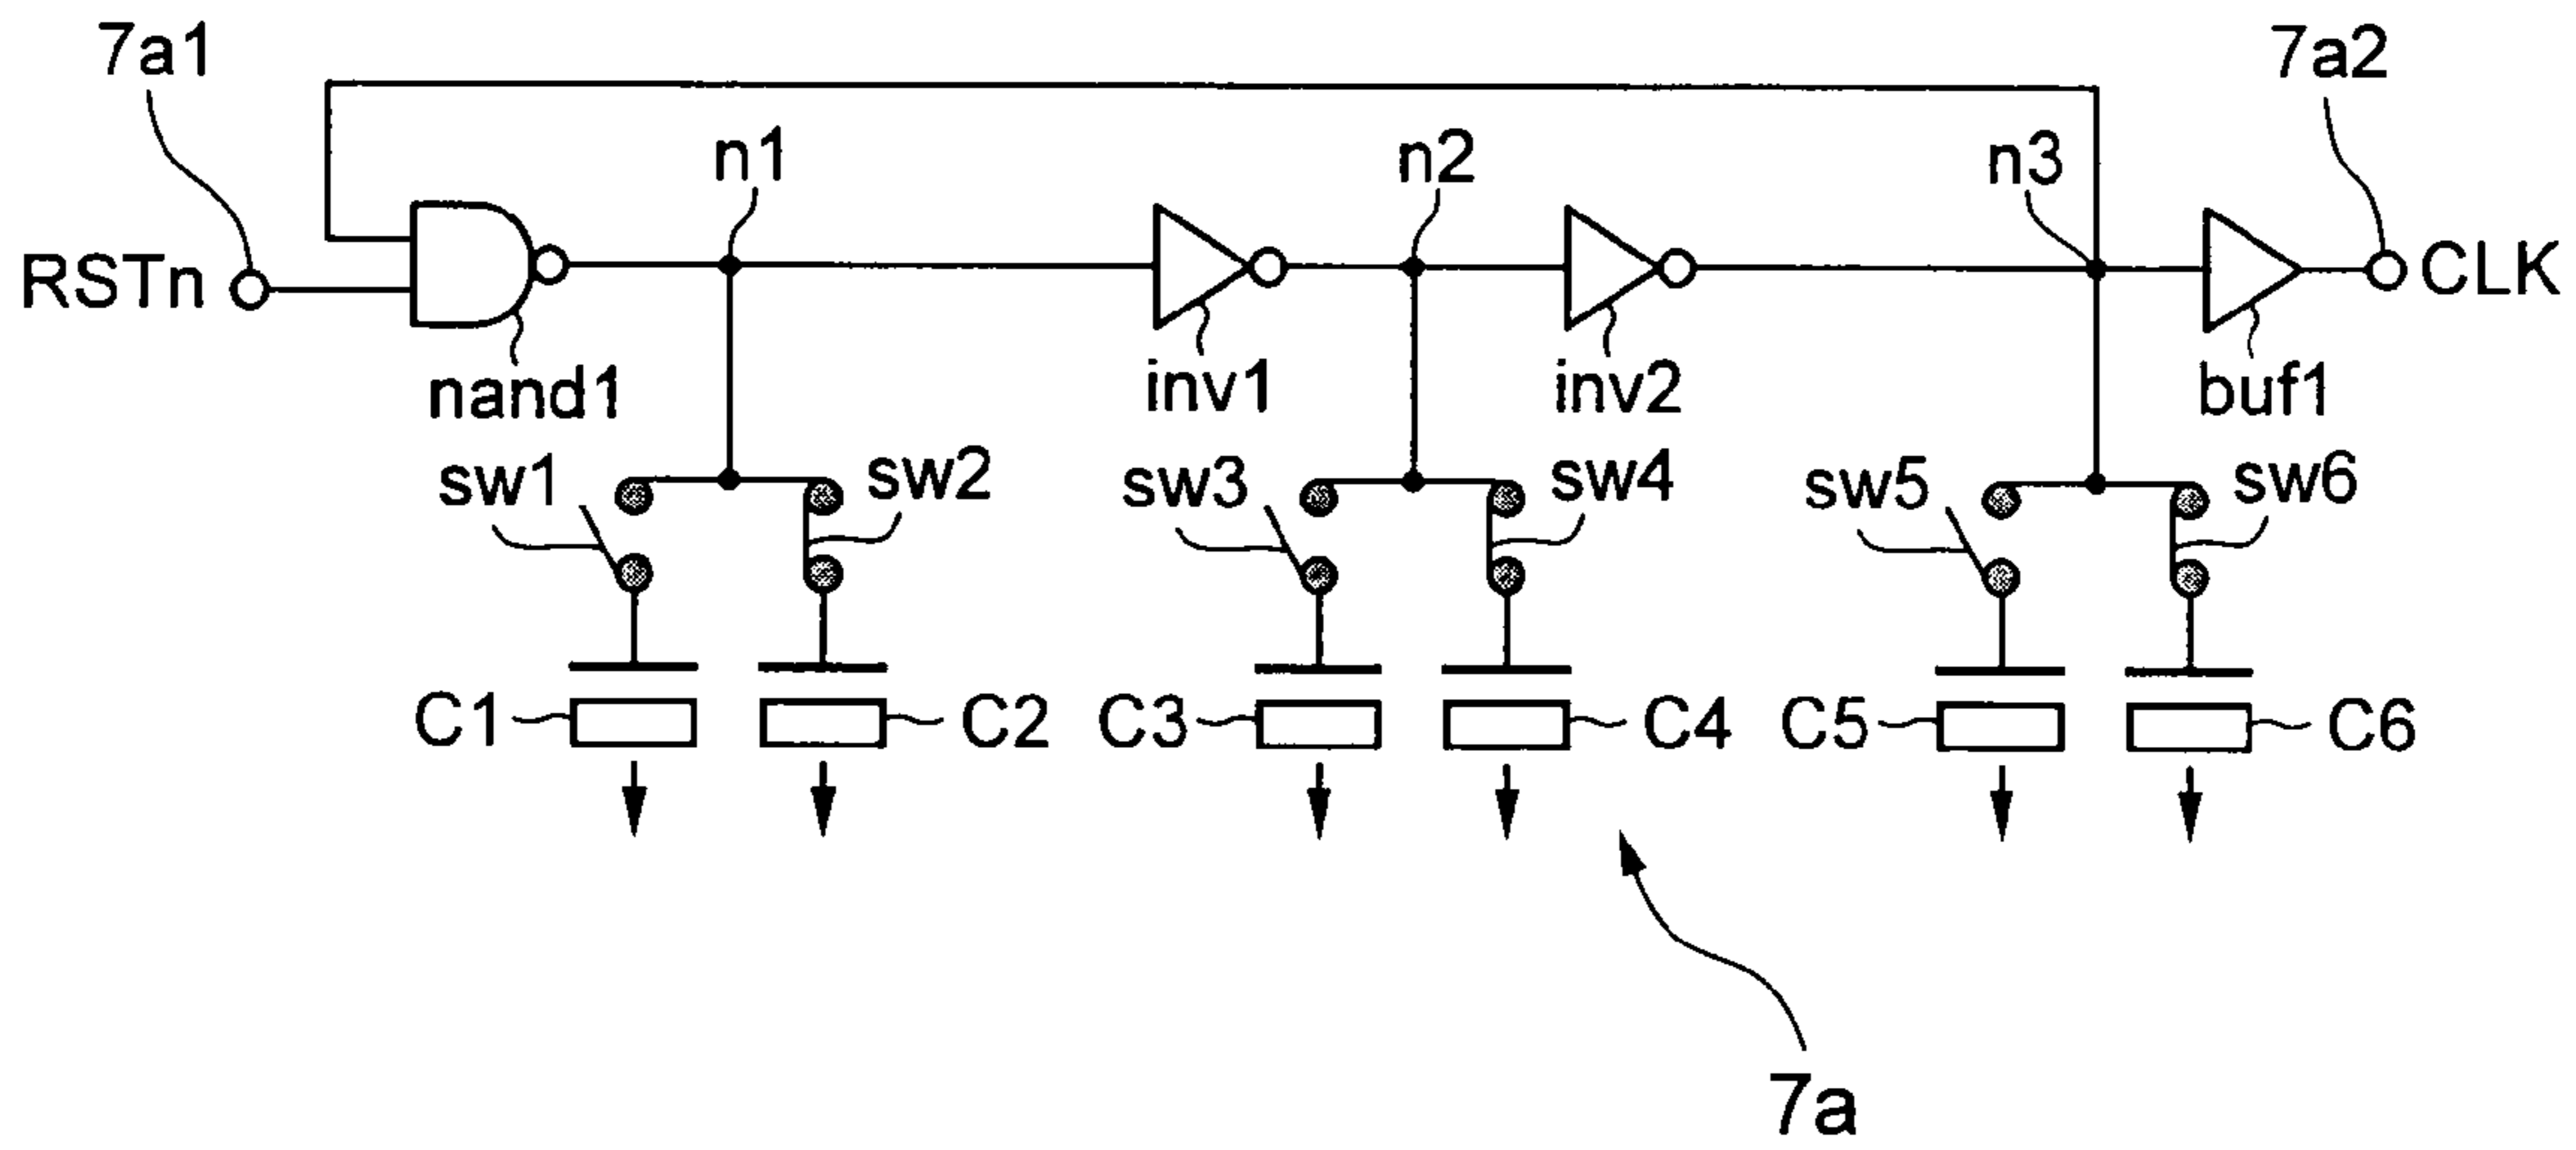 7a1
7a2
n1
n2
n3
RSTn
CLK
nand1
inv1
inv2
buf1
sw1
sw2
sw3
sw4
sw5
sw6
C1
C2
C3
C4
C5
C6
7a